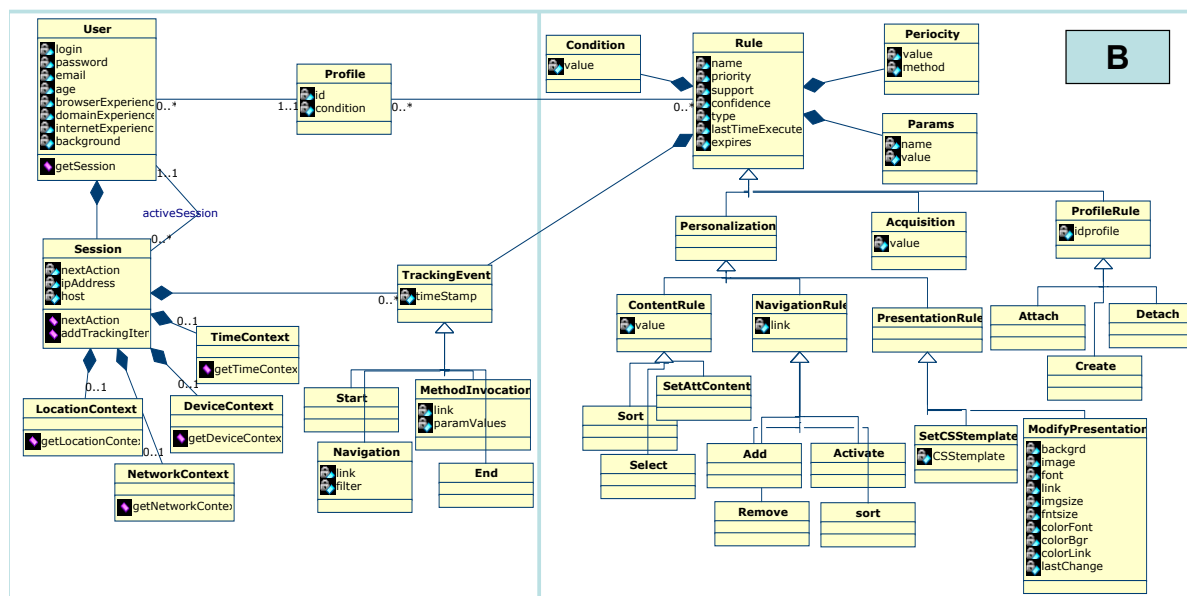 User
login
password
email
age
browserExperienc
domainExperience
internetExperienc
background
getSession
0..*
1..1
Profile
id
condition
1..1
0..*
0..*
activeSession
0..*
Session
nextAction
ipAddress
host
nextAction
addTrackingIter
0..*
TrackingEvent
timeStamp
0..1
TimeContext
getTimeContex
0..1
LocationContext
getLocationContex
0..1
DeviceContext
getDeviceContex
0..1
NetworkContext
getNetworkContex
Start
MethodInvocation
link
paramValues
Navigation
link
filter
End
Condition
value
Rule
name
priority
support
confidence
type
lastTimeExecute
expires
Periocity
value
method
B
Params
name
value
Personalization
Acquisition
value
ProfileRule
idprofile
ContentRule
value
NavigationRule
link
PresentationRule
Attach
Detach
Create
SetAttContent
Sort
Select
Add
Activate
Remove
sort
SetCSStemplate
CSStemplate
ModifyPresentation
backgrd
image
font
link
imgsize
fntsize
colorFont
colorBgr
colorLink
lastChange